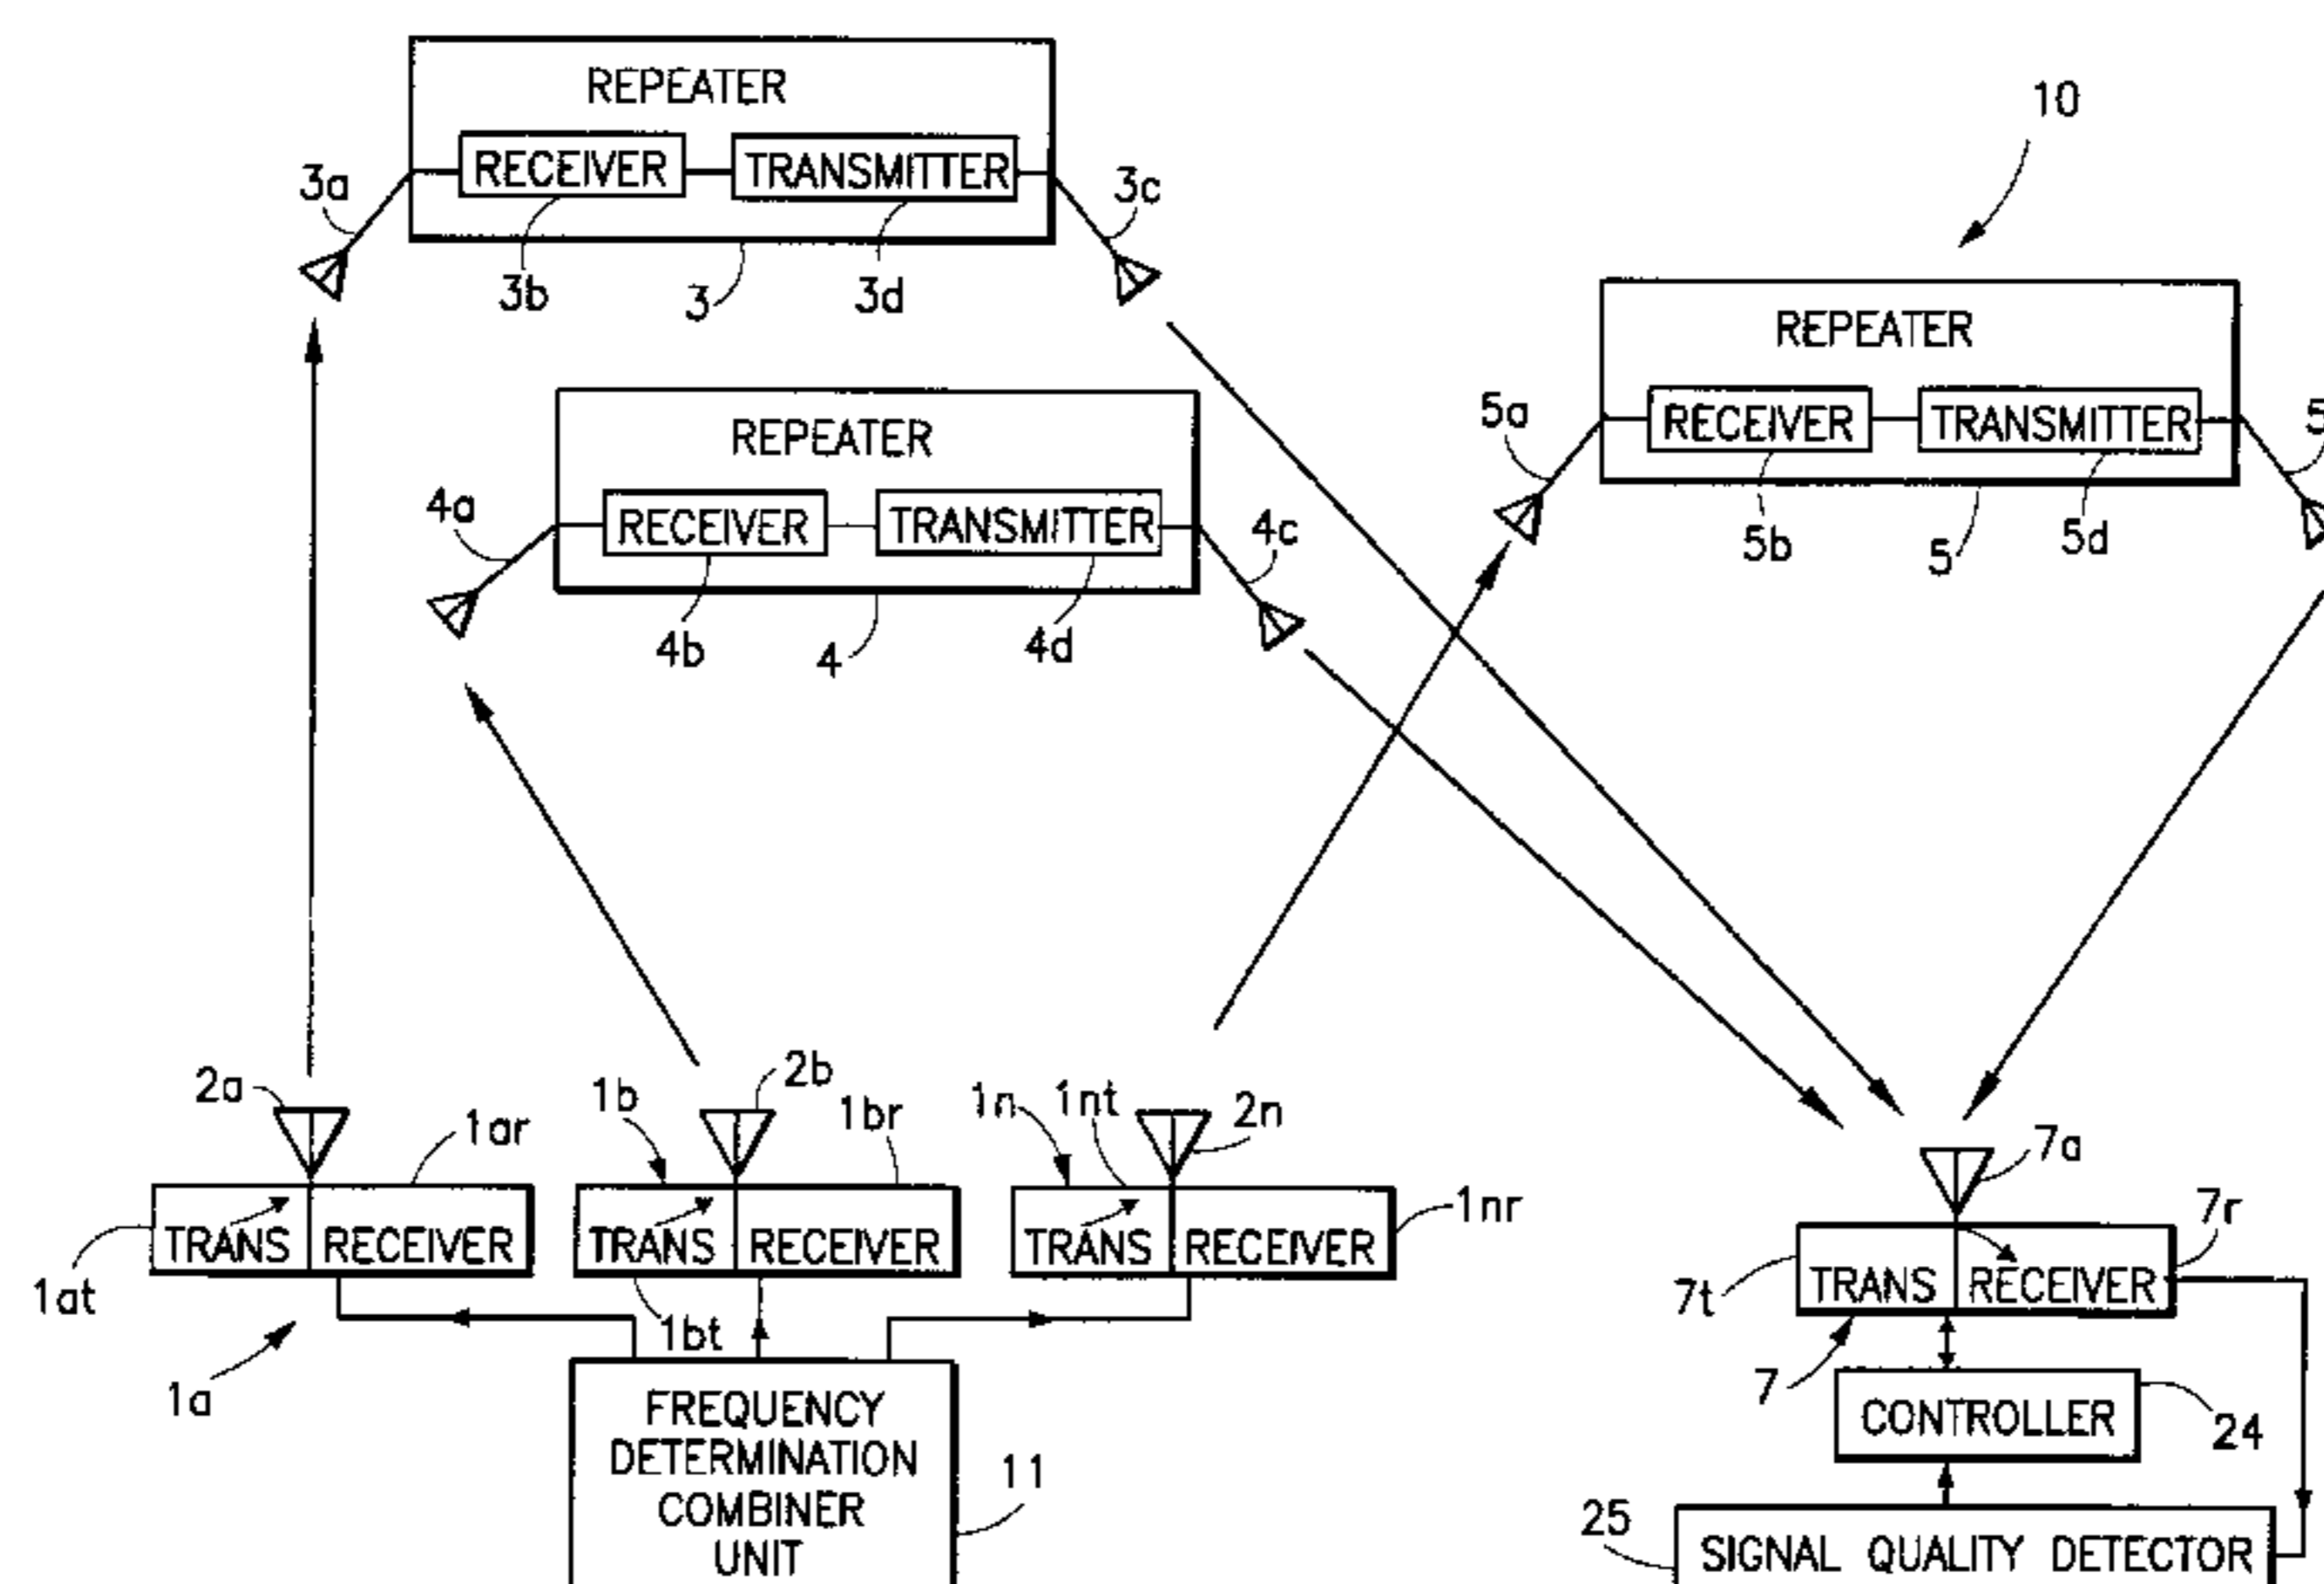 REPEATER
10
RECEIVER TRANSMITTER
3a 3c
3b 3 3d
REPEATER
5a RECEIVER TRANSMITTER
5b 5 5d
REPEATER
4a RECEIVER TRANSMITTER 4c
4b 4 4d
2a 1ar 1b 2b 1br 1n 1nt 2n 1nr
TRANS RECEIVER TRANS RECEIVER TRANS RECEIVER
1at 1bt
1a
7a
7r
7t TRANS RECEIVER
7
CONTROLLER
24
FREQUENCY
DETERMINATION
COMBINER
UNIT
11
25
SIGNAL QUALITY DETECTOR